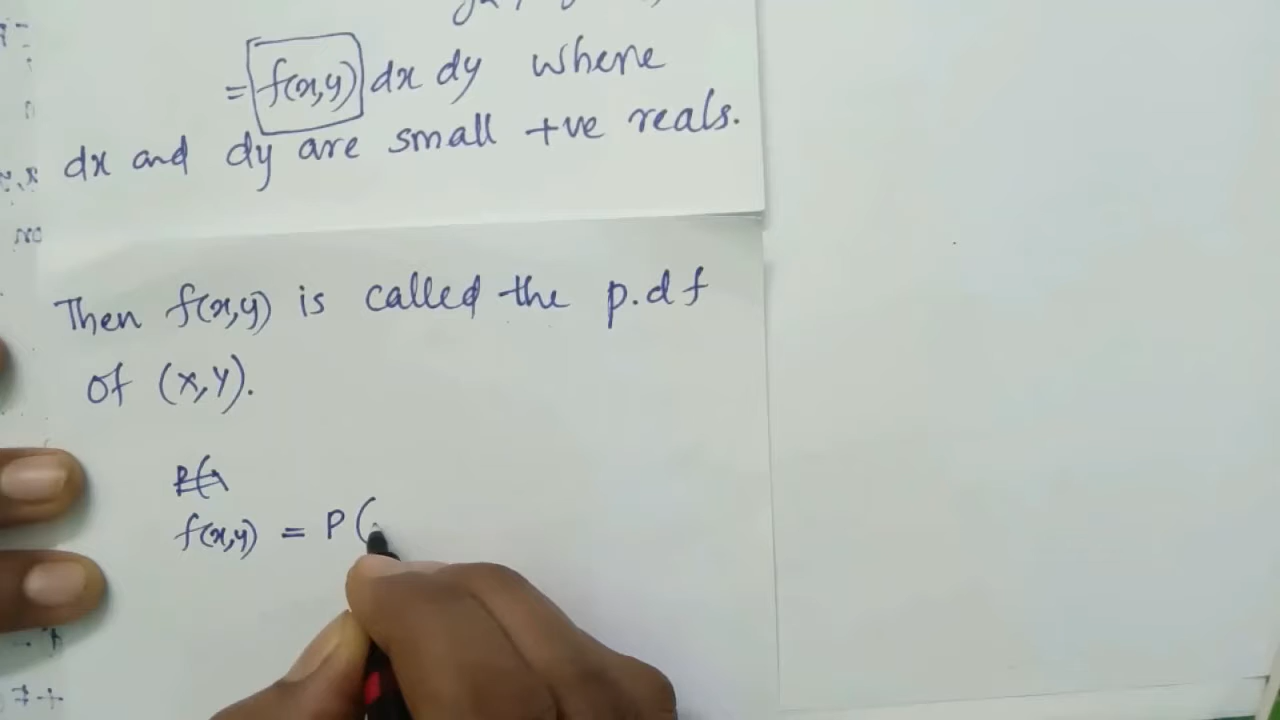 = f(x,y) dx dy where
dx and dy are small +ve reals.
Then f(x,y) is called the p.d f
of (X,Y).
f(x,y) = P (